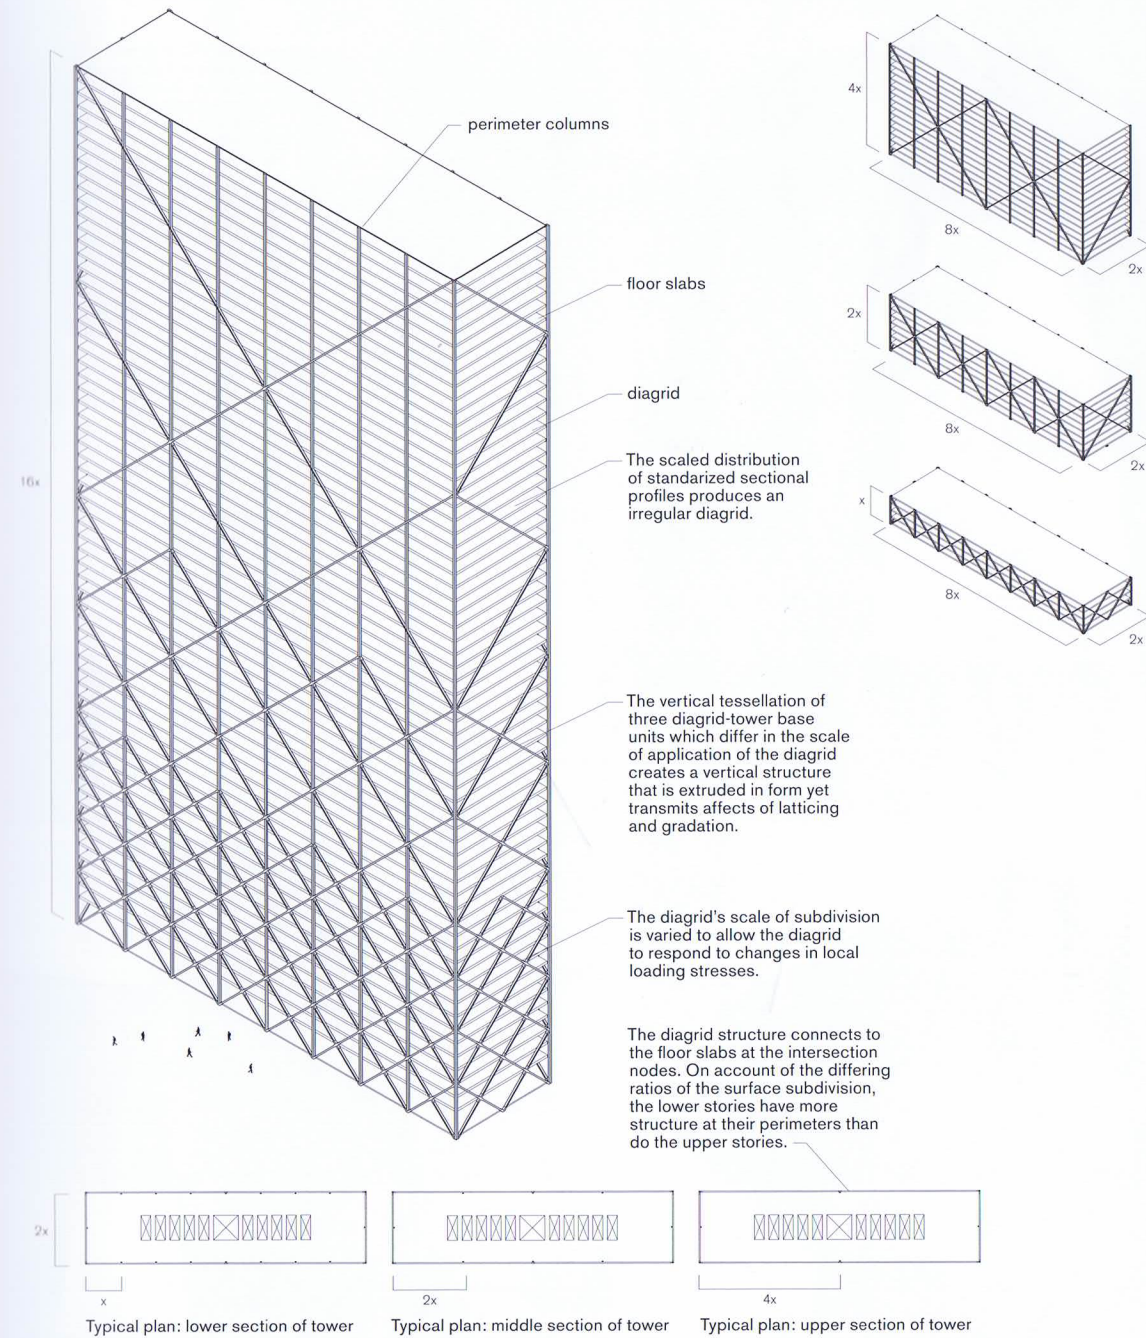 perimeter columns
floor slabs
diagrid
The scaled distribution
of standarized sectional
profiles produces an
irregular diagrid.
16x
The vertical tessellation of
three diagrid-tower base
units which differ in the scale
of application of the diagrid
creates a vertical structure
that is extruded in form yet
transmits affects of latticing
and gradation.
The diagrid's scale of subdivision
is varied to allow the diagrid
to respond to changes in local
loading stresses.
The diagrid structure connects to
the floor slabs at the intersection
nodes. On account of the differing
ratios of the surface subdivision,
the lower stories have more
structure at their perimeters than
do the upper stories.
4x
8x
2x
2x
8x
2x
x
8x
2x
2x
x
2x
4x
Typical plan: lower section of tower
Typical plan: middle section of tower
Typical plan: upper section of tower